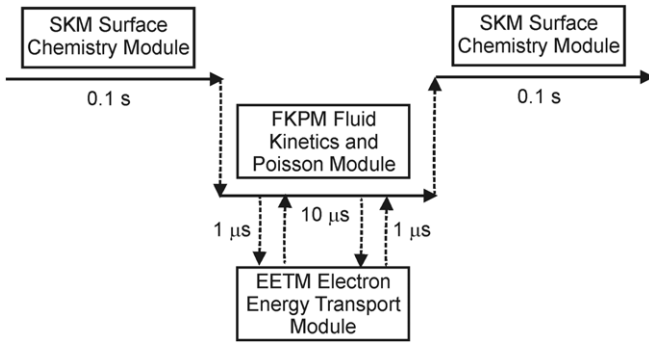 SKM Surface
Chemistry Module
0.1 s
SKM Surface
Chemistry Module
0.1 s
FKPM Fluid
Kinetics and
Poisson Module
1 μs
10 μs
1 μs
EETM Electron
Energy Transport
Module